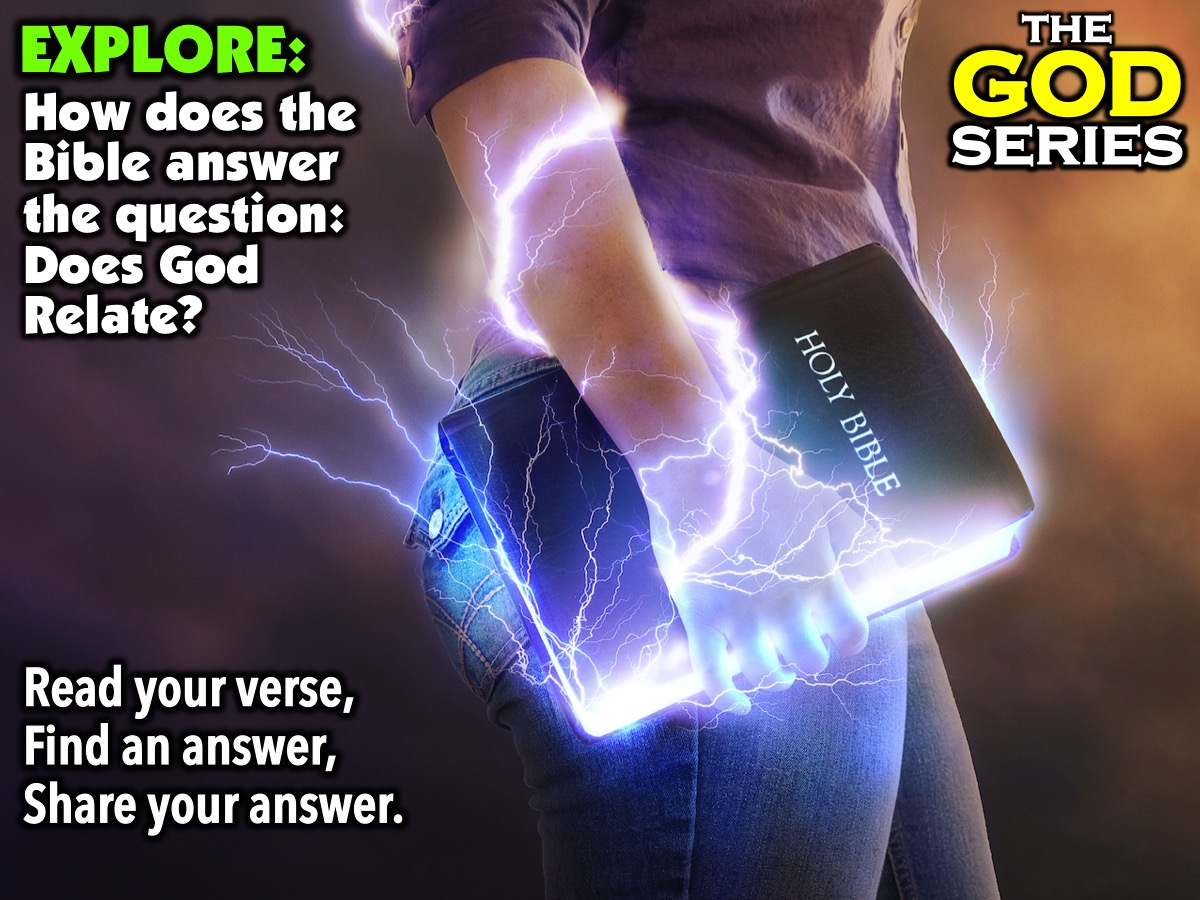 EXPLORE:
How does the
Bible answer
the question:
Does God
Relate?
THE
GOD
SERIES
HOLY BIBLE
Read your verse,
Find an answer,
Share your answer.